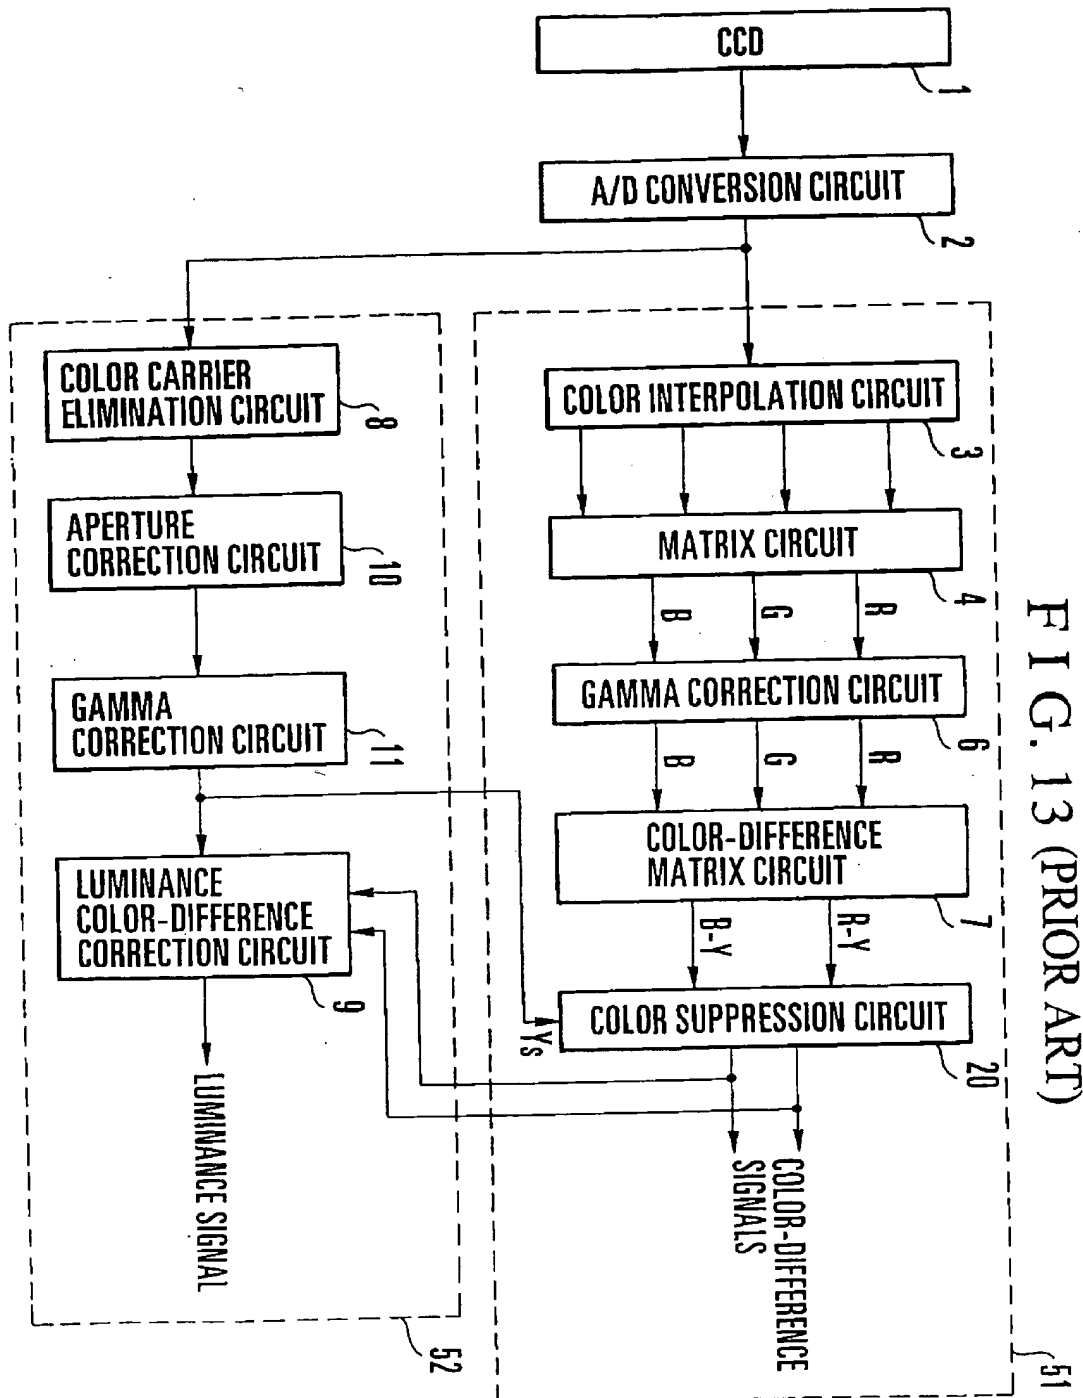 FIG. 13 (PRIOR ART)
CCD
1
A/D CONVERSION CIRCUIT
2
51
COLOR INTERPOLATION CIRCUIT
3
MATRIX CIRCUIT
4
B
G
R
GAMMA CORRECTION CIRCUIT
6
B
G
R
COLOR-DIFFERENCE
MATRIX CIRCUIT
7
B-Y
R-Y
Ys
COLOR SUPPRESSION CIRCUIT
20
COLOR-DIFFERENCE
SIGNALS
COLOR CARRIER
ELIMINATION CIRCUIT
8
APERTURE
CORRECTION CIRCUIT
10
GAMMA
CORRECTION CIRCUIT
11
LUMINANCE
COLOR-DIFFERENCE
CORRECTION CIRCUIT
9
LUMINANCE SIGNAL
52